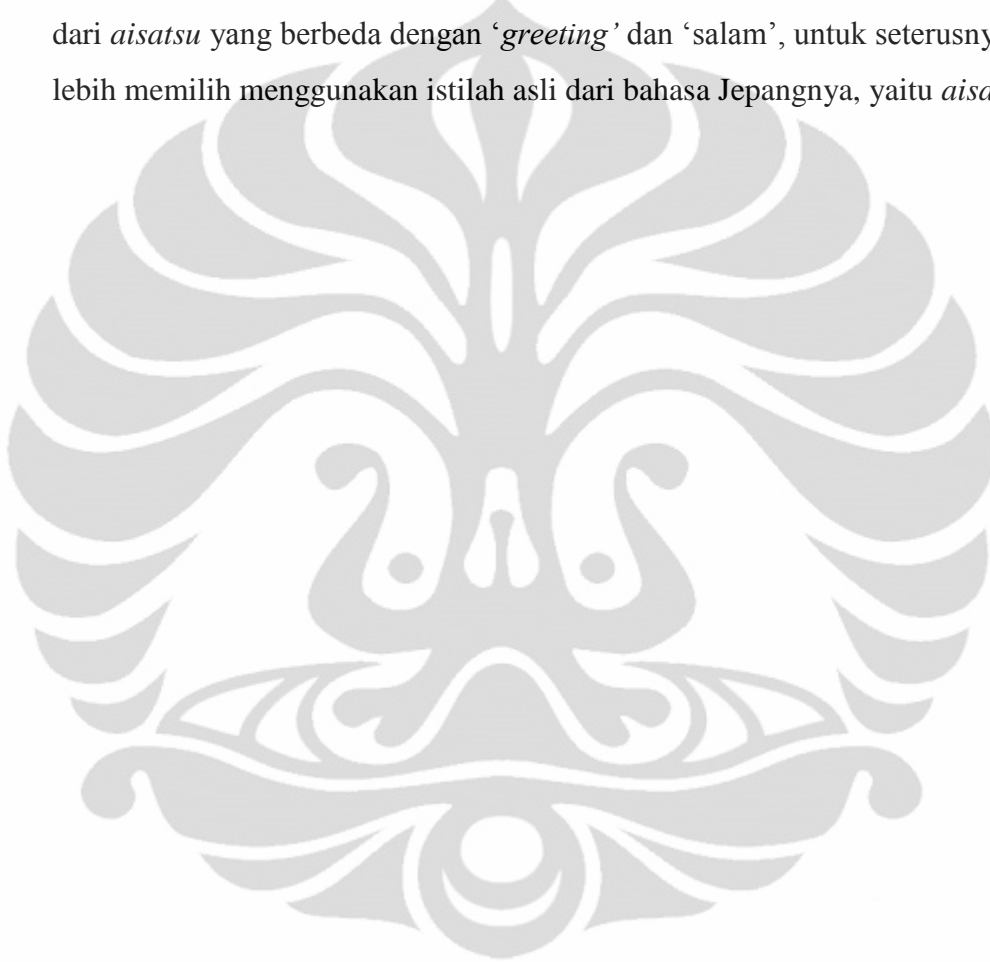 dari aisatsu yang berbeda dengan ‘greeting’ dan ‘salam’, untuk seterusny
lebih memilih menggunakan istilah asli dari bahasa Jepangnya, yaitu aisa